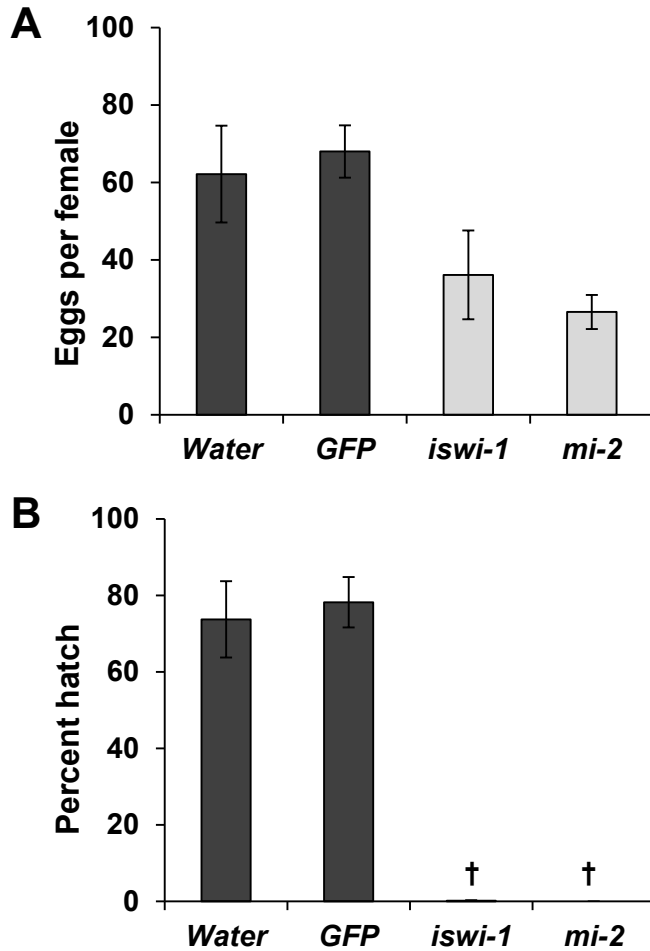 A
Eggs per female
100
80
60
40
20
0
Water GFP iswi-1 mi-2
B
Percent hatch
100
80
60
40
20
0
† †
Water GFP iswi-1 mi-2